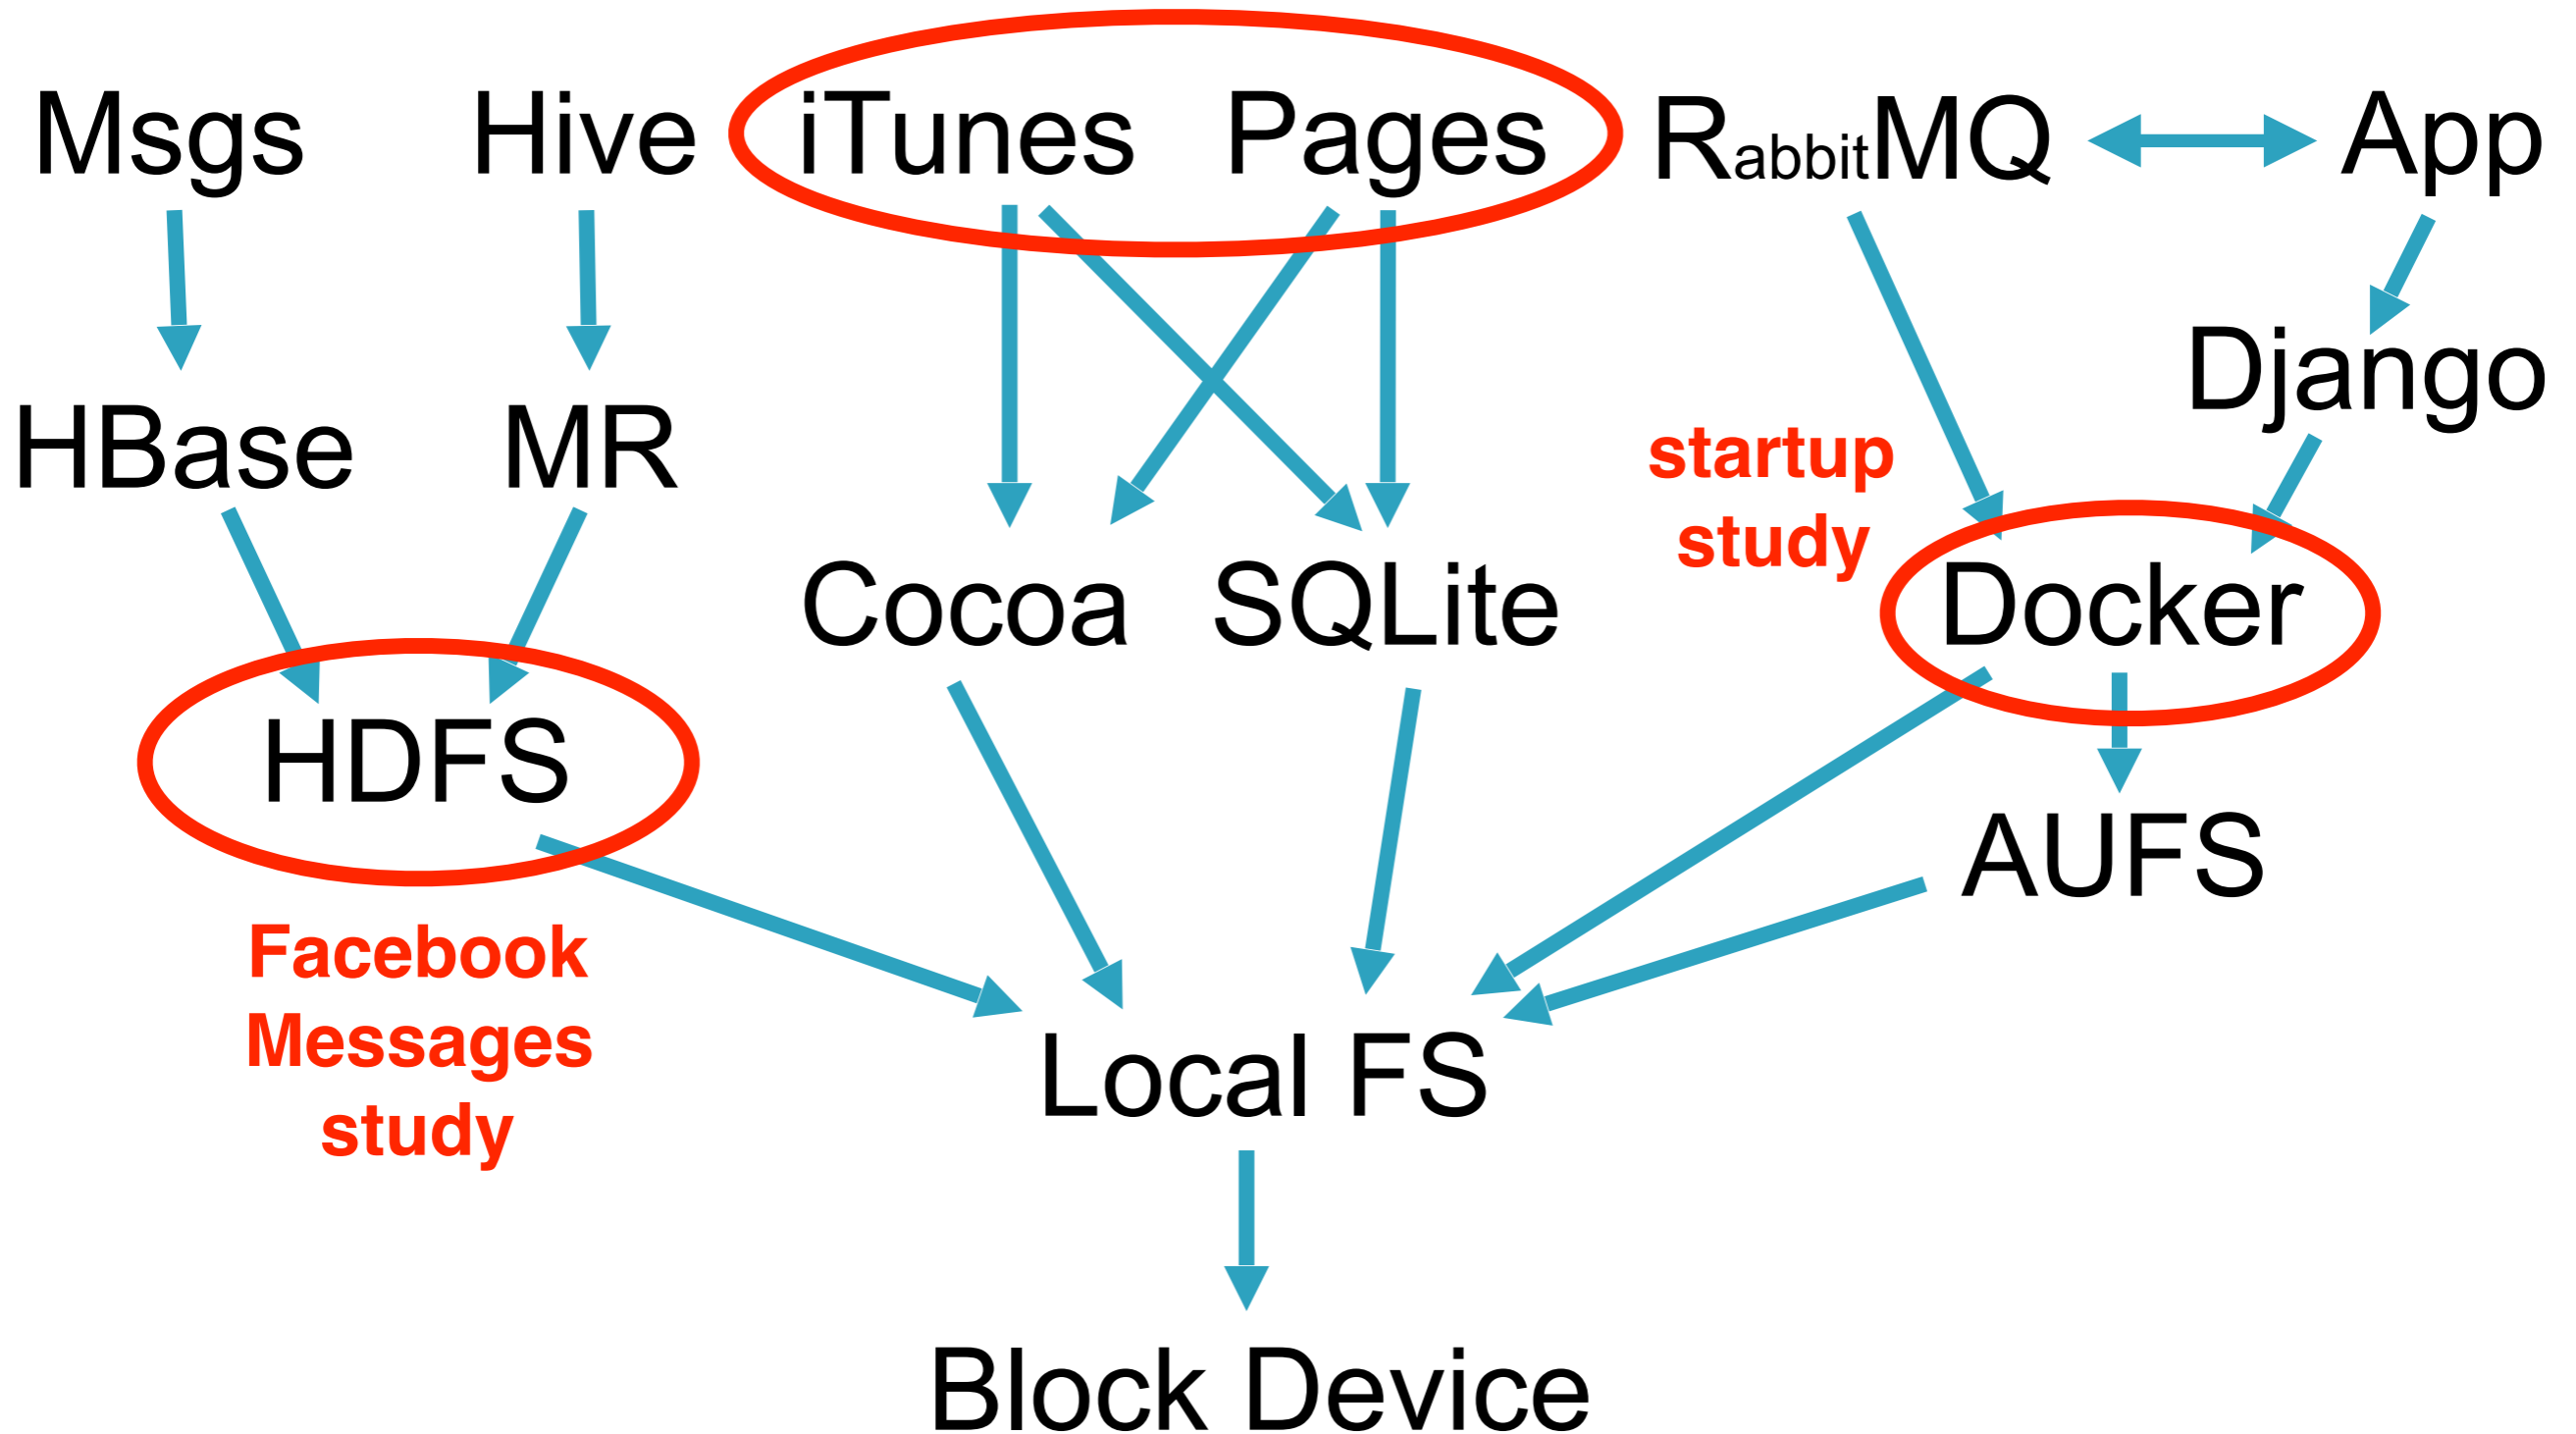 Msgs
Hive
iTunes
Pages
RabbitMQ
App
Django
HBase
MR
startup
study
Cocoa
SQLite
Docker
HDFS
AUFS
Facebook
Messages
study
Local FS
Block Device